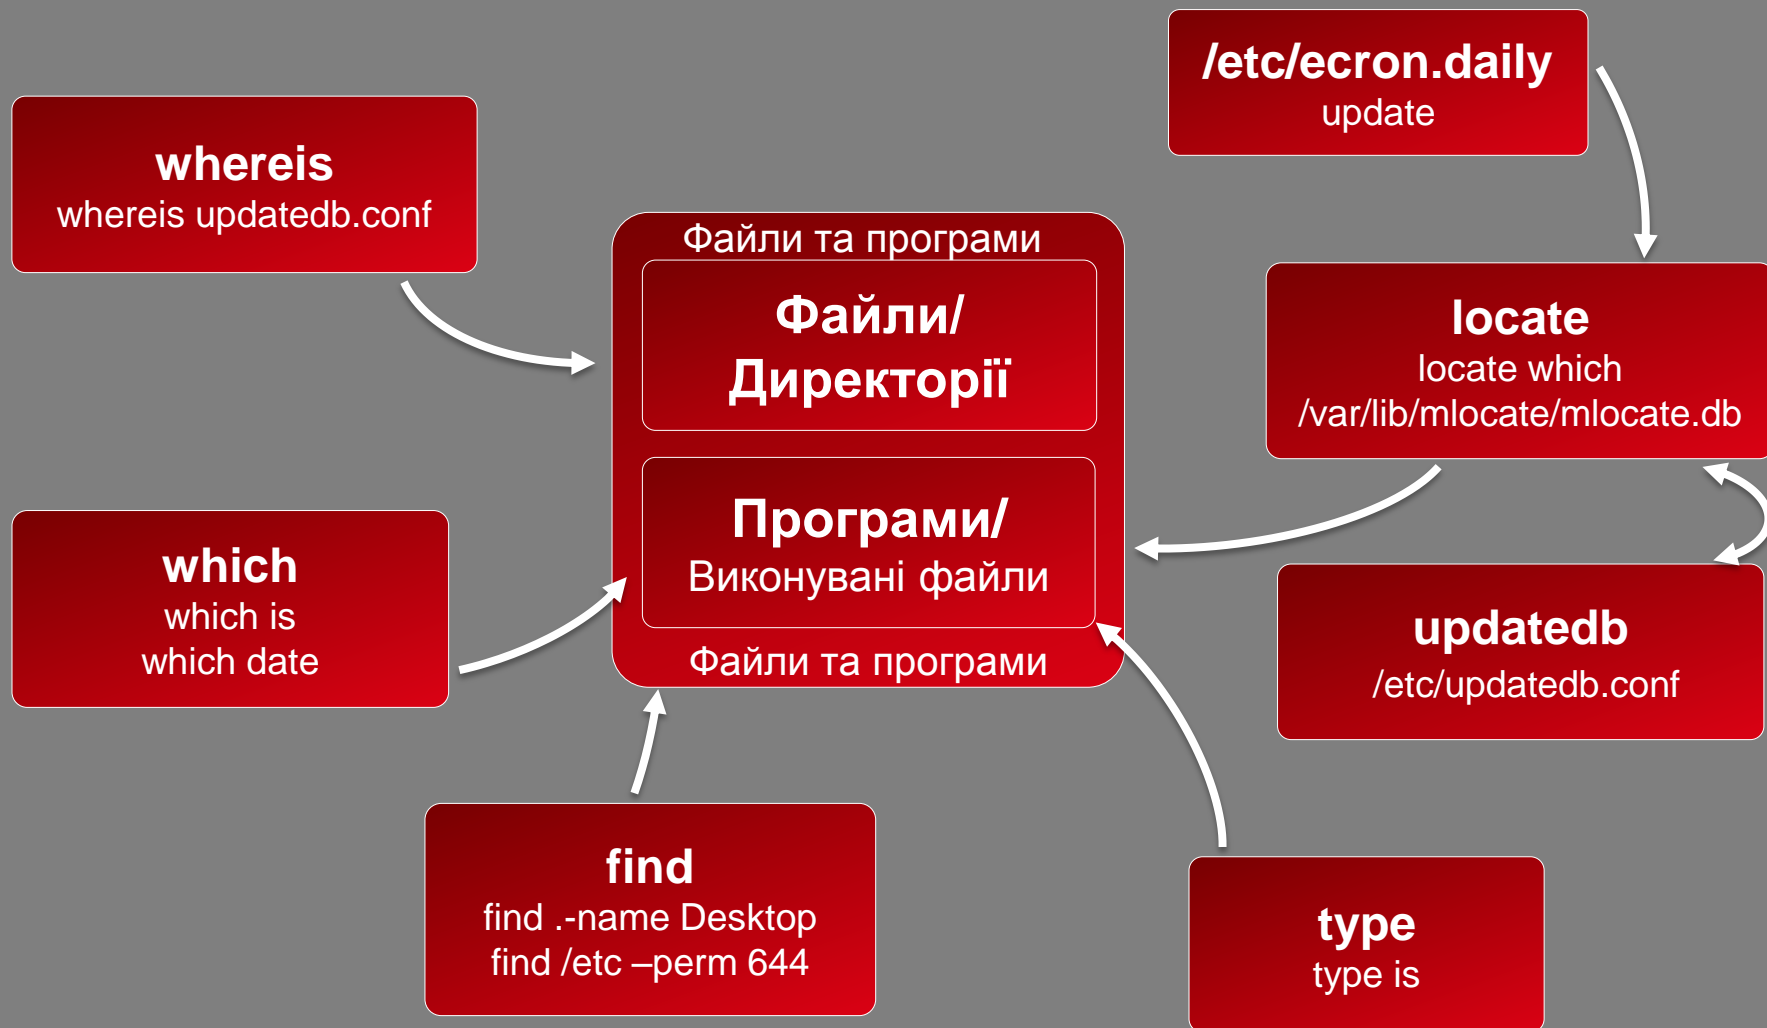 /etc/ecron.daily
update
whereis
whereis updatedb.conf
Файли та програми
Файли/
Директорії
locate
locate which
/var/lib/mlocate/mlocate.db
Програми/
Виконувані файли
which
which is
which date
updatedb
/etc/updatedb.conf
Файли та програми
find
find .-name Desktop
find /etc –perm 644
type
type is